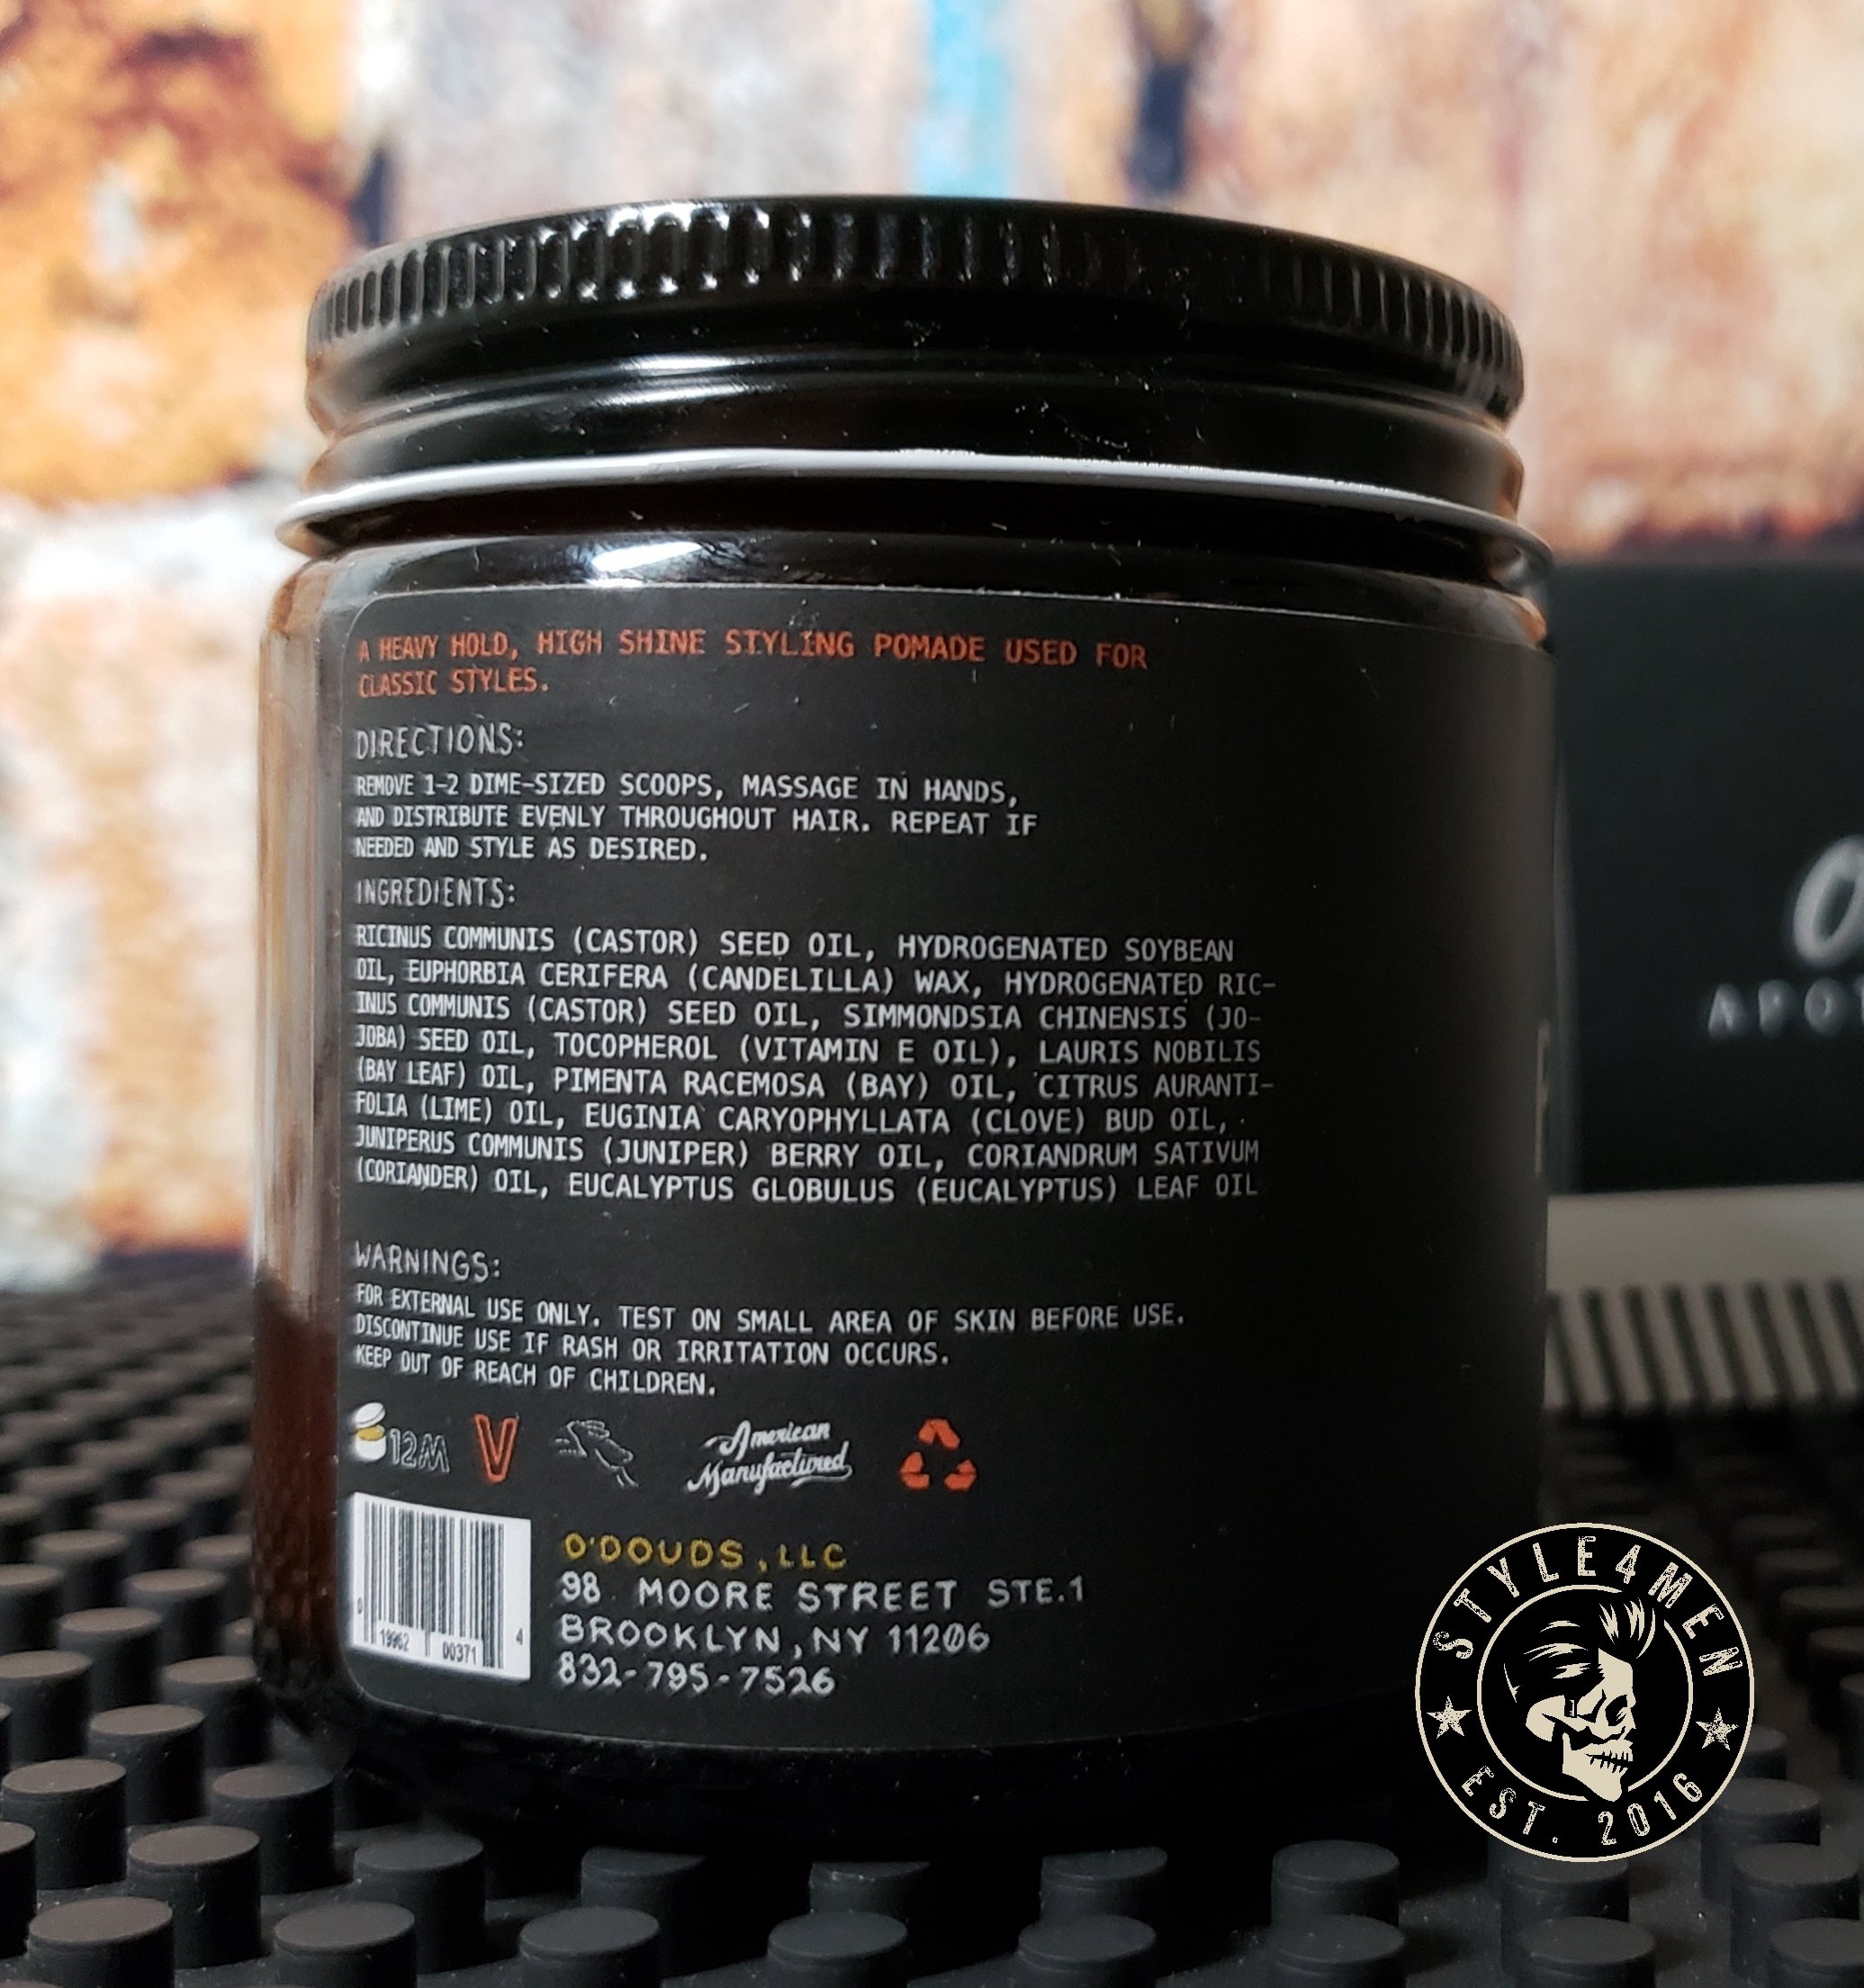 A HEAVY HOLD, HIGH SHINE STYLING POMADE USED FOR
CLASSIC STYLES.
DIRECTIONS:
REMOVE 1-2 DIME-SIZED SCOOPS, MASSAGE IN HANDS,
AND DISTRIBUTE EVENLY THROUGHOUT HAIR. REPEAT IF
NEEDED AND STYLE AS DESIRED.
INGREDIENTS:
RICINUS COMMUNIS (CASTOR) SEED OIL, HYDROGENATED SOYBEAN
OIL, EUPHORBIA CERIFERA (CANDELILLA) WAX, HYDROGENATED RIC-
INUS COMMUNIS (CASTOR) SEED OIL, SIMMONDSIA CHINENSIS (JO-
JOBA) SEED OIL, TOCOPHEROL (VITAMIN E OIL), LAURIS NOBILIS
(BAY LEAF) OIL, PIMENTA RACEMOSA (BAY) OIL, CITRUS AURANTI-
FOLIA (LIME) OIL, EUGINIA CARYOPHYLLATA (CLOVE) BUD OIL,
JUNIPERUS COMMUNIS (JUNIPER) BERRY OIL, CORIANDRUM SATIVUM
(CORIANDER) OIL, EUCALYPTUS GLOBULUS (EUCALYPTUS) LEAF OIL
WARNINGS:
FOR EXTERNAL USE ONLY. TEST ON SMALL AREA OF SKIN BEFORE USE.
DISCONTINUE USE IF RASH OR IRRITATION OCCURS.
KEEP OUT OF REACH OF CHILDREN.
12M V
American
Manufactured
0 19962 00371 4
O'DOUDS, LLC
98 MOORE STREET STE.1
BROOKLYN, NY 11206
832-795-7526
STYLE4MEN
EST. 2016